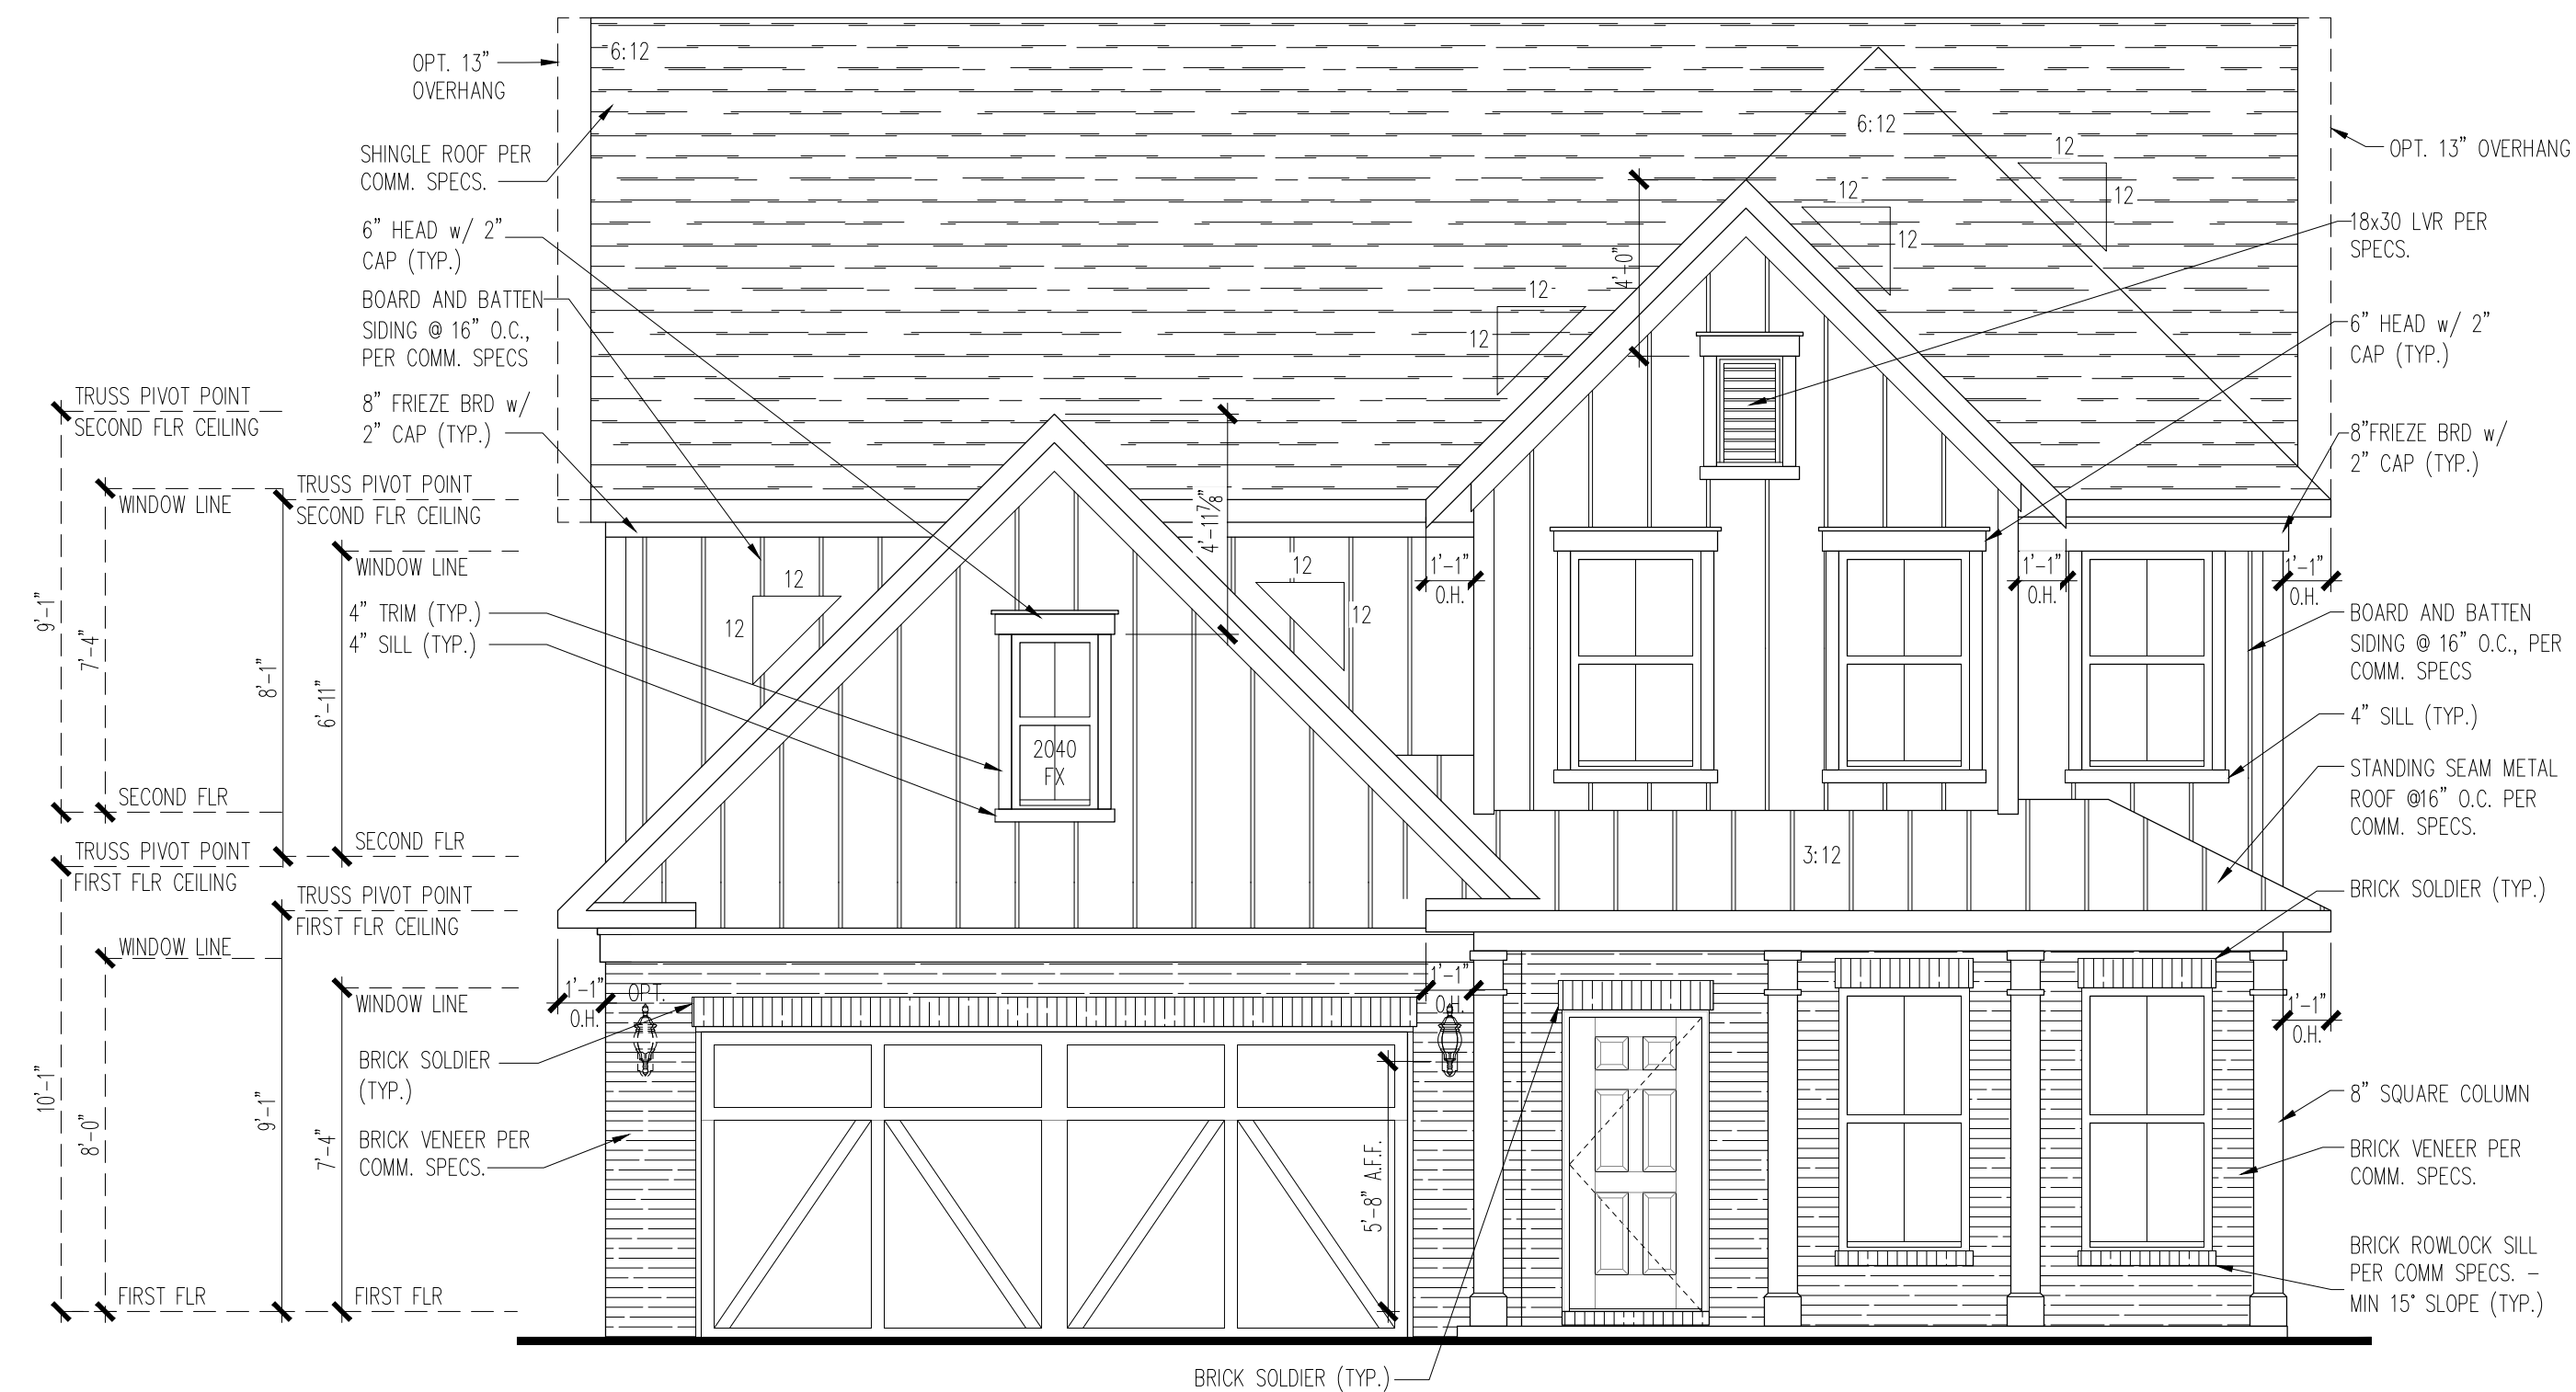 OPT. 13"
OVERHANG
SHINGLE ROOF PER
COMM. SPECS.
6" HEAD w/ 2"
CAP (TYP.)
BOARD AND BATTEN
SIDING @ 16" O.C.,
PER COMM. SPECS
8" FRIEZE BRD w/
2" CAP (TYP.)
4" TRIM (TYP.)
4" SILL (TYP.)
BRICK SOLDIER
(TYP.)
BRICK VENEER PER
COMM. SPECS.
TRUSS PIVOT POINT
SECOND FLR CEILING
WINDOW LINE
TRUSS PIVOT POINT
SECOND FLR CEILING
WINDOW LINE
9'-1"
7'-4"
8'-1"
6'-11"
SECOND FLR
SECOND FLR
TRUSS PIVOT POINT
FIRST FLR CEILING
TRUSS PIVOT POINT
FIRST FLR CEILING
WINDOW LINE
WINDOW LINE
10'-1"
8'-0"
9'-1"
7'-4"
FIRST FLR
FIRST FLR
6:12
6:12
12
12
12
12
12
12
4'-0"
4'-11 7/8"
12
12
12
12
2040
FX
1'-1"
O.H.
1'-1"
O.H.
1'-1"
O.H.
3:12
1'-1"
O.H.
OPT.
1'-1"
O.H.
1'-1"
O.H.
5'-8" A.F.F.
BRICK SOLDIER (TYP.)
OPT. 13" OVERHANG
18x30 LVR PER
SPECS.
6" HEAD w/ 2"
CAP (TYP.)
8"FRIEZE BRD w/
2" CAP (TYP.)
BOARD AND BATTEN
SIDING @ 16" O.C., PER
COMM. SPECS
4" SILL (TYP.)
STANDING SEAM METAL
ROOF @16" O.C. PER
COMM. SPECS.
BRICK SOLDIER (TYP.)
8" SQUARE COLUMN
BRICK VENEER PER
COMM. SPECS.
BRICK ROWLOCK SILL
PER COMM SPECS. -
MIN 15° SLOPE (TYP.)